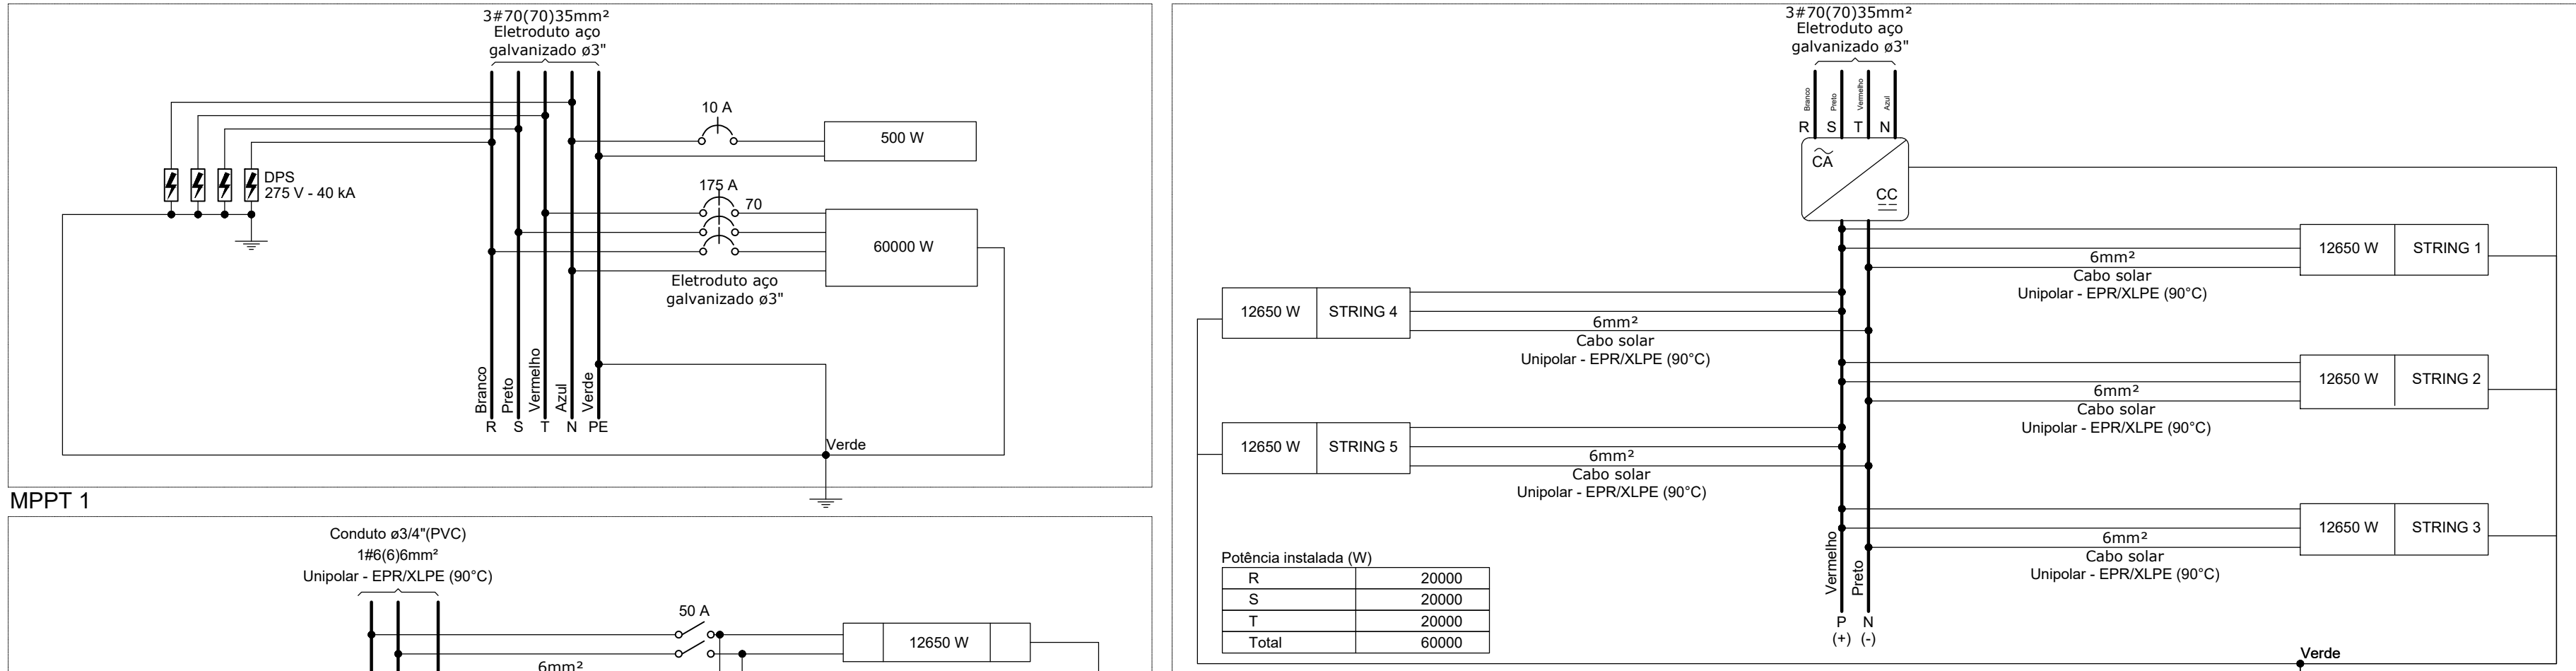 3#70(70)35mm²
Eletroduto aço
galvanizado ø3"
10 A
500 W
DPS
275 V - 40 kA
175 A
70
60000 W
Eletroduto aço
galvanizado ø3"
Branco
Preto
Vermelho
Azul
Verde
R S T N PE
Verde
MPPT 1
Conduto ø3/4"(PVC)
1#6(6)6mm²
Unipolar - EPR/XLPE (90°C)
50 A
12650 W
6mm²
3#70(70)35mm²
Eletroduto aço
galvanizado ø3"
Branco
Preto
Vermelho
Azul
R S T N
CA
CC
12650 W STRING 1
6mm²
Cabo solar
Unipolar - EPR/XLPE (90°C)
12650 W STRING 4
6mm²
Cabo solar
Unipolar - EPR/XLPE (90°C)
12650 W STRING 2
6mm²
Cabo solar
Unipolar - EPR/XLPE (90°C)
12650 W STRING 5
6mm²
Cabo solar
Unipolar - EPR/XLPE (90°C)
12650 W STRING 3
6mm²
Cabo solar
Unipolar - EPR/XLPE (90°C)
Vermelho
Preto
P N
(+) (-)
Potência instalada (W)
R 20000
S 20000
T 20000
Total 60000
Verde